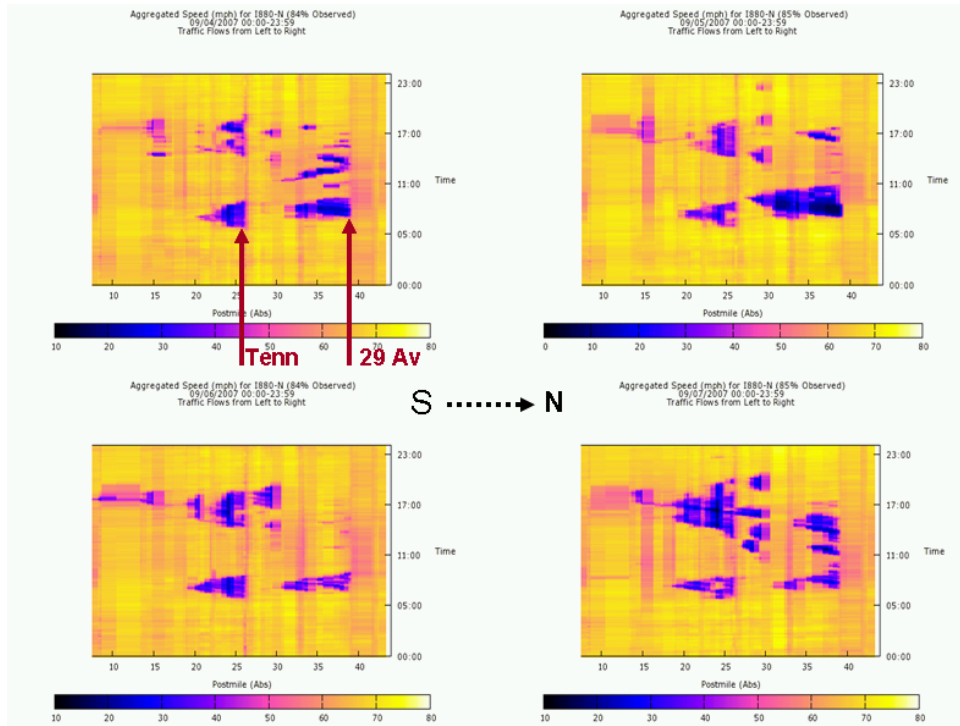 Aggregated Speed (mph) for I880-N (84% Observed)
09/04/2007 00:00-23:59
Traffic Flows from Left to Right
23:00
17:00
Time
11:00
05:00
00:00
10 15 20 25 30 35 40
Postmile (Abs)
10 20 30 40 50 60 70 80
Aggregated Speed (mph) for I880-N (85% Observed)
09/05/2007 00:00-23:59
Traffic Flows from Left to Right
23:00
17:00
Time
11:00
05:00
00:00
10 15 20 25 30 35 40
Postmile (Abs)
0 10 20 30 40 50 60 70 80
Tenn
29 Av
S
N
Aggregated Speed (mph) for I880-N (84% Observed)
09/06/2007 00:00-23:59
Traffic Flows from Left to Right
23:00
17:00
Time
11:00
05:00
00:00
10 15 20 25 30 35 40
Postmile (Abs)
10 20 30 40 50 60 70 80
Aggregated Speed (mph) for I880-N (85% Observed)
09/07/2007 00:00-23:59
Traffic Flows from Left to Right
23:00
17:00
Time
11:00
05:00
00:00
10 15 20 25 30 35 40
Postmile (Abs)
10 20 30 40 50 60 70 80